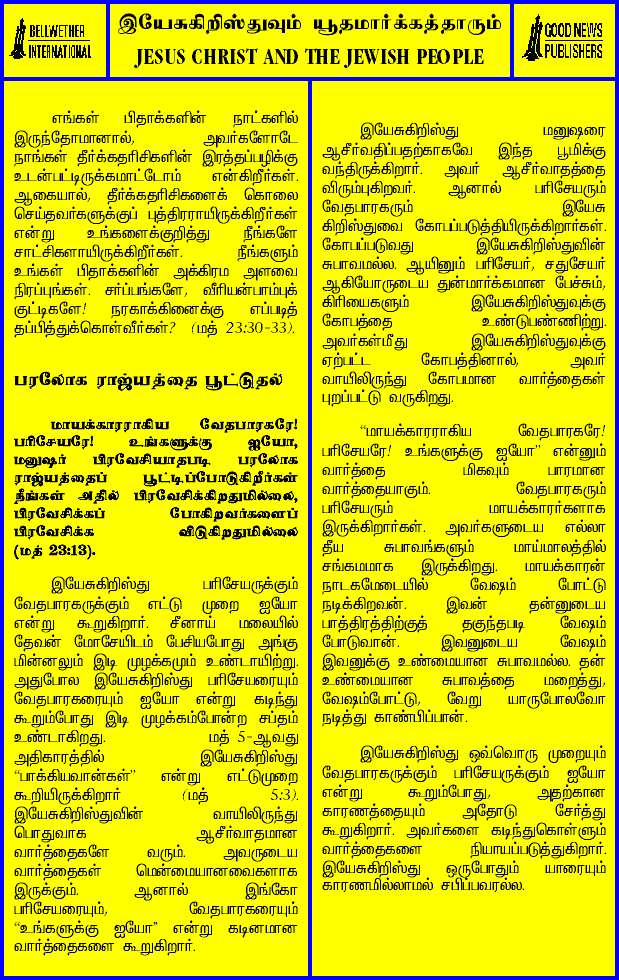 BELLWETHER
INTERNATIONAL
இயேசுகிறிஸ்துவும் யூதமார்க்கத்தாரும்
JESUS CHRIST AND THE JEWISH PEOPLE
GOOD NEWS
PUBLISHERS
எங்கள் பிதாக்களின் நாட்களில்
இருந்தோமானால், அவர்களோடே
நாங்கள் தீர்க்கதரிசிகளின் இரத்தப்பழிக்கு
உடன்பட்டிருக்கமாட்டோம் என்கிறீர்கள்.
ஆகையால், தீர்க்கதரிசிகளைக் கொலை
செய்தவர்களுக்குப் புத்திரராயிருக்கிறீர்கள்
என்று உங்களைக்குறித்து நீங்களே
சாட்சிகளாயிருக்கிறீர்கள். நீங்களும்
உங்கள் பிதாக்களின் அக்கிரம அளவை
நிரப்புங்கள். சர்ப்பங்களே, விரியன்பாம்புக்
குட்டிகளே! நரகாக்கினைக்கு எப்படித்
தப்பித்துக்கொள்வீர்கள்? (மத் 23:30-33).
பரலோக ராஜ்யத்தை பூட்டுதல்
மாயக்காரராகிய வேதபாரகரே!
பரிசேயரே! உங்களுக்கு ஐயோ,
மனுஷர் பிரவேசியாதபடி பரலோக
ராஜ்யத்தைப் பூட்டிப்போடுகிறீர்கள்
நீங்கள் அதில் பிரவேசிக்கிறதுமில்லை,
பிரவேசிக்கப் போகிறவர்களைப்
பிரவேசிக்க விடுகிறதுமில்லை
(மத் 23:13).
இயேசுகிறிஸ்து பரிசேயருக்கும்
வேதபாரகருக்கும் எட்டு முறை ஐயோ
என்று கூறுகிறார். சீனாய் மலையில்
தேவன் மோசேயிடம் பேசியபோது அங்கு
மின்னலும் இடி முழக்கமும் உண்டாயிற்று.
அதுபோல இயேசுகிறிஸ்து பரிசேயரையும்
வேதபாரகரையும் ஐயோ என்று கடிந்து
கூறும்போது இடி முழக்கம்போன்ற சப்தம்
உண்டாகிறது. மத் 5-ஆவது
அதிகாரத்தில் இயேசுகிறிஸ்து
“பாக்கியவான்கள்” என்று எட்டுமுறை
கூறியிருக்கிறார் (மத் 5:3).
இயேசுகிறிஸ்துவின் வாயிலிருந்து
பொதுவாக ஆசீர்வாதமான
வார்த்தைகளே வரும். அவருடைய
வார்த்தைகள் மென்மையானவைகளாக
இருக்கும். ஆனால் இங்கோ
பரிசேயரையும், வேதபாரகரையும்
“உங்களுக்கு ஐயோ” என்று கடினமான
வார்த்தைகளை கூறுகிறார்.
இயேசுகிறிஸ்து மனுஷரை
ஆசீர்வதிப்பதற்காகவே இந்த பூமிக்கு
வந்திருக்கிறார். அவர் ஆசீர்வாதத்தை
விரும்புகிறவர். ஆனால் பரிசேயரும்
வேதபாரகரும் இயேசு
கிறிஸ்துவை கோபப்படுத்தியிருக்கிறார்கள்.
கோபப்படுவது இயேசுகிறிஸ்துவின்
சுபாவமல்ல. ஆயினும் பரிசேயர், சதுசேயர்
ஆகியோருடைய துன்மார்க்கமான பேச்சும்,
கிரியைகளும் இயேசுகிறிஸ்துவுக்கு
கோபத்தை உண்டுபண்ணிற்று.
அவர்கள்மீது இயேசுகிறிஸ்துவுக்கு
ஏற்பட்ட கோபத்தினால், அவர்
வாயிலிருந்து கோபமான வார்த்தைகள்
புறப்பட்டு வருகிறது.
“மாயக்காரராகிய வேதபாரகரே!
பரிசேயரே! உங்களுக்கு ஐயோ” என்னும்
வார்த்தை மிகவும் பாரமான
வார்த்தையாகும். வேதபாரகரும்
பரிசேயரும் மாயக்காரர்களாக
இருக்கிறார்கள். அவர்களுடைய எல்லா
தீய சுபாவங்களும் மாய்மாலத்தில்
சங்கமமாக இருக்கிறது. மாயக்காரன்
நாடகமேடையில் வேஷம் போட்டு
நடிக்கிறவன். இவன் தன்னுடைய
பாத்திரத்திற்குத் தகுந்தபடி வேஷம்
போடுவான். இவனுடைய வேஷம்
இவனுக்கு உண்மையான சுபாவமல்ல. தன்
உண்மையான சுபாவத்தை மறைத்து,
வேஷம்போட்டு, வேறு யாருபோலவோ
நடித்து காண்பிப்பான்.
இயேசுகிறிஸ்து ஒவ்வொரு முறையும்
வேதபாரகருக்கும் பரிசேயருக்கும் ஐயோ
என்று கூறும்போது, அதற்கான
காரணத்தையும் அதோடு சேர்த்து
கூறுகிறார். அவர்களை கடிந்துகொள்ளும்
வார்த்தைகளை நியாயப்படுத்துகிறார்.
இயேசுகிறிஸ்து ஒருபோதும் யாரையும்
காரணமில்லாமல் சபிப்பவரல்ல.